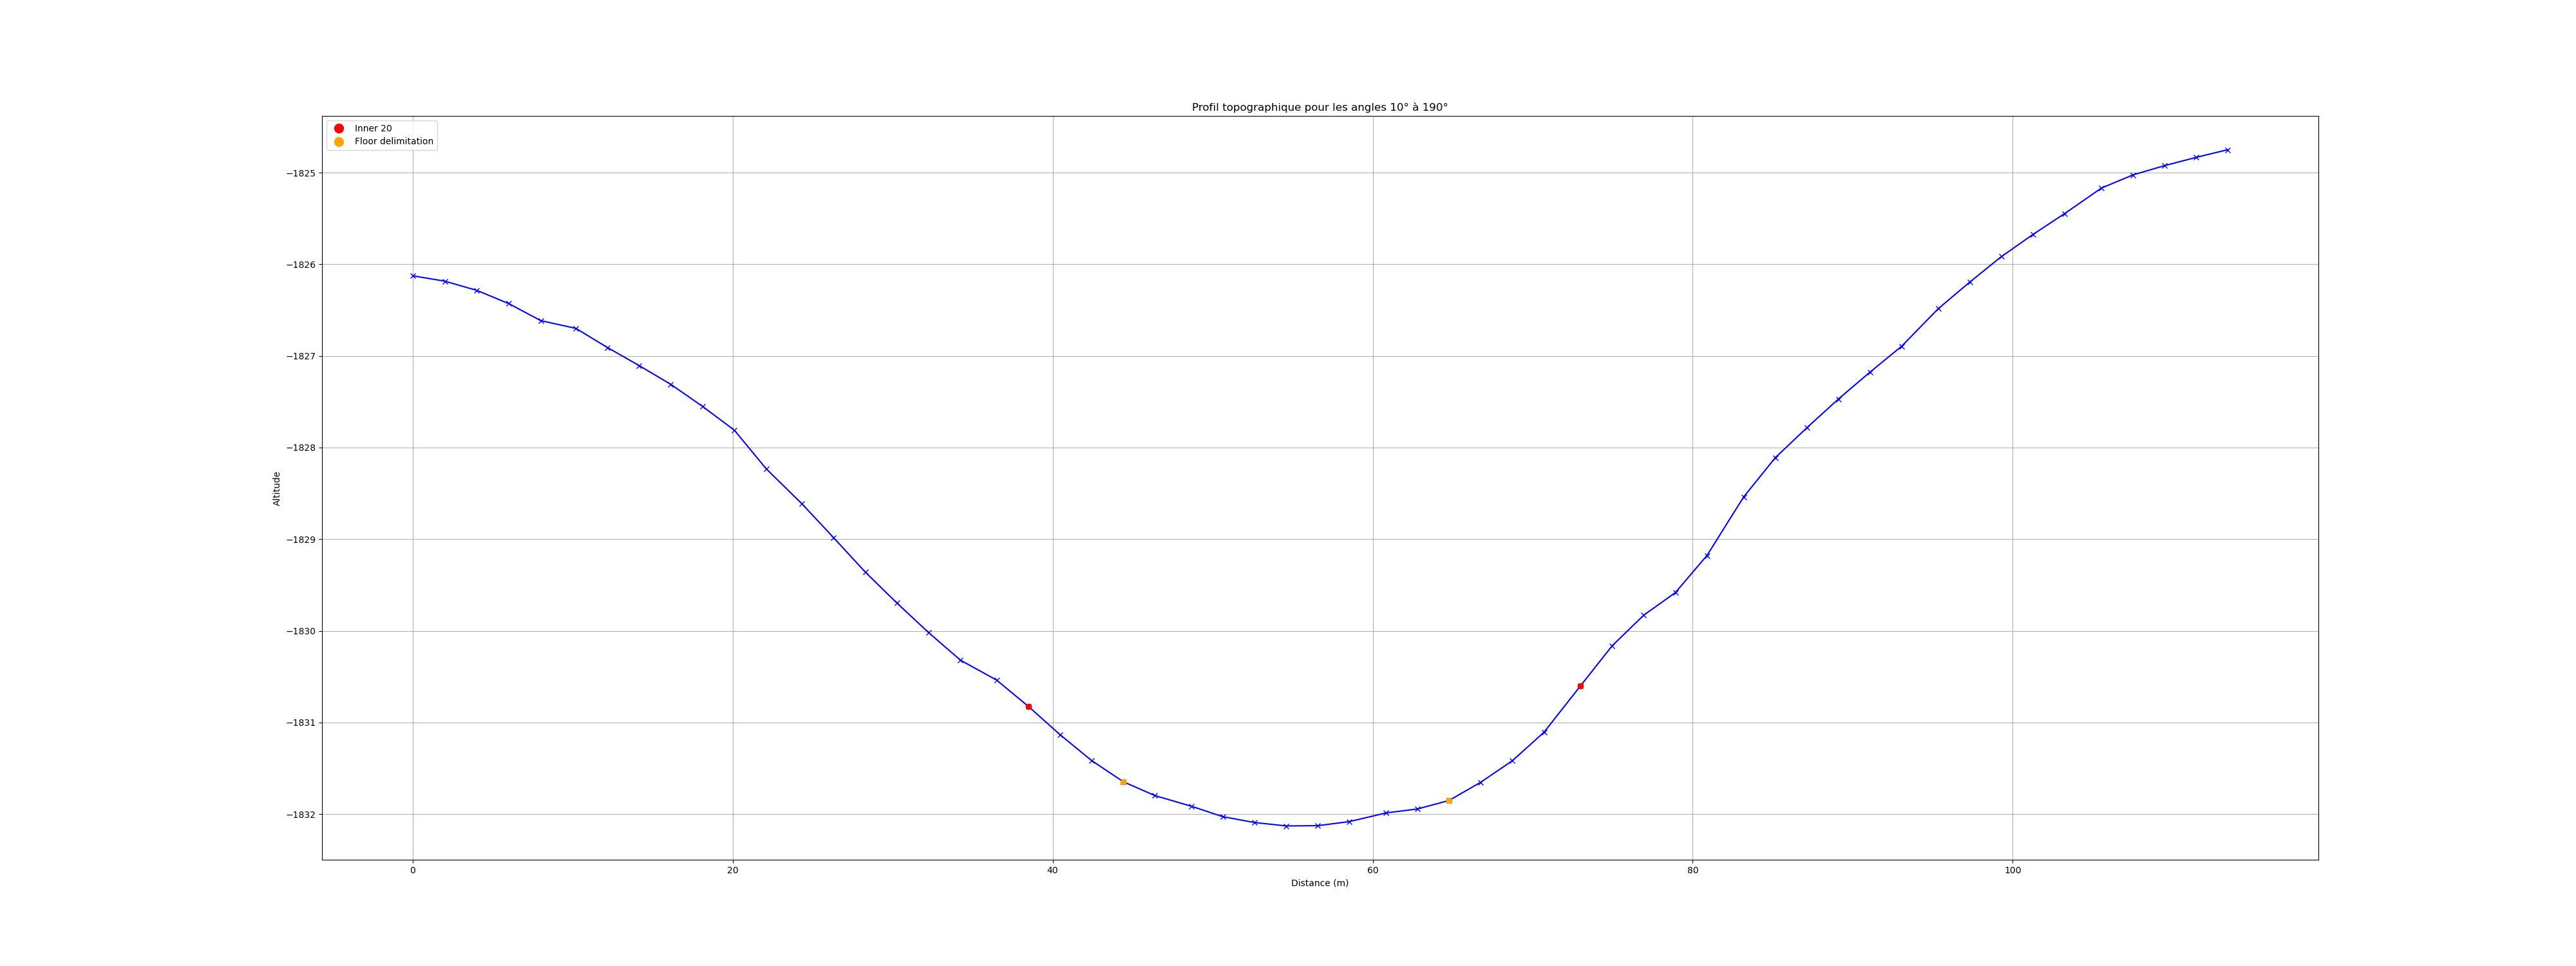 Profil topographique pour les angles 10° à 190°
Inner 20
Floor delimitation
−1825
−1826
−1827
−1828
−1829
−1830
−1831
−1832
Altitude
0 20 40 60 80 100
Distance (m)